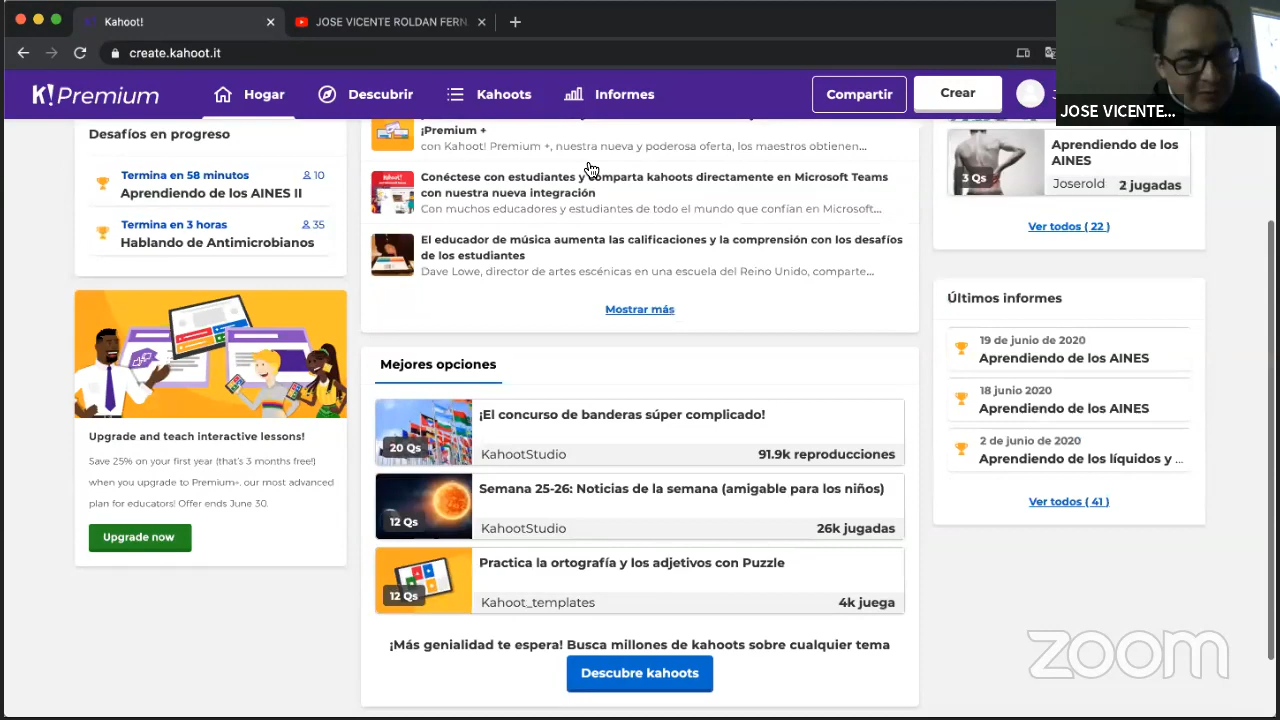 Kahoot!
JOSE VICENTE ROLDAN FERN
create.kahoot.it
K! Premium
Hogar
Descubrir
Kahoots
Informes
Compartir
Crear
JOSE VICENTE...
Desafíos en progreso
Termina en 58 minutos
10
Aprendiendo de los AINES II
Termina en 3 horas
35
Hablando de Antimicrobianos
Upgrade and teach interactive lessons!
Save 25% on your first year (that's 3 months free!)
when you upgrade to Premium+, our most advanced
plan for educators! Offer ends June 30.
Upgrade now
¡Premium +
con Kahoot! Premium +, nuestra nueva y poderosa oferta, los maestros obtienen...
Conéctese con estudiantes y comparta kahoots directamente en Microsoft Teams
con nuestra nueva integración
Con muchos educadores y estudiantes de todo el mundo que confían en Microsoft...
El educador de música aumenta las calificaciones y la comprensión con los desafíos
de los estudiantes
Dave Lowe, director de artes escénicas en una escuela del Reino Unido, comparte...
Mostrar más
Mejores opciones
¡El concurso de banderas súper complicado!
20 Qs
KahootStudio
91.9k reproducciones
Semana 25-26: Noticias de la semana (amigable para los niños)
12 Qs
KahootStudio
26k jugadas
Practica la ortografía y los adjetivos con Puzzle
12 Qs
Kahoot_templates
4k juega
¡Más genialidad te espera! Busca millones de kahoots sobre cualquier tema
Descubre kahoots
Aprendiendo de los
AINES
3 Qs
Joserold
2 jugadas
Ver todos ( 22 )
Últimos informes
19 de junio de 2020
Aprendiendo de los AINES
18 junio 2020
Aprendiendo de los AINES
2 de junio de 2020
Aprendiendo de los líquidos y ...
Ver todos ( 41 )
zoom